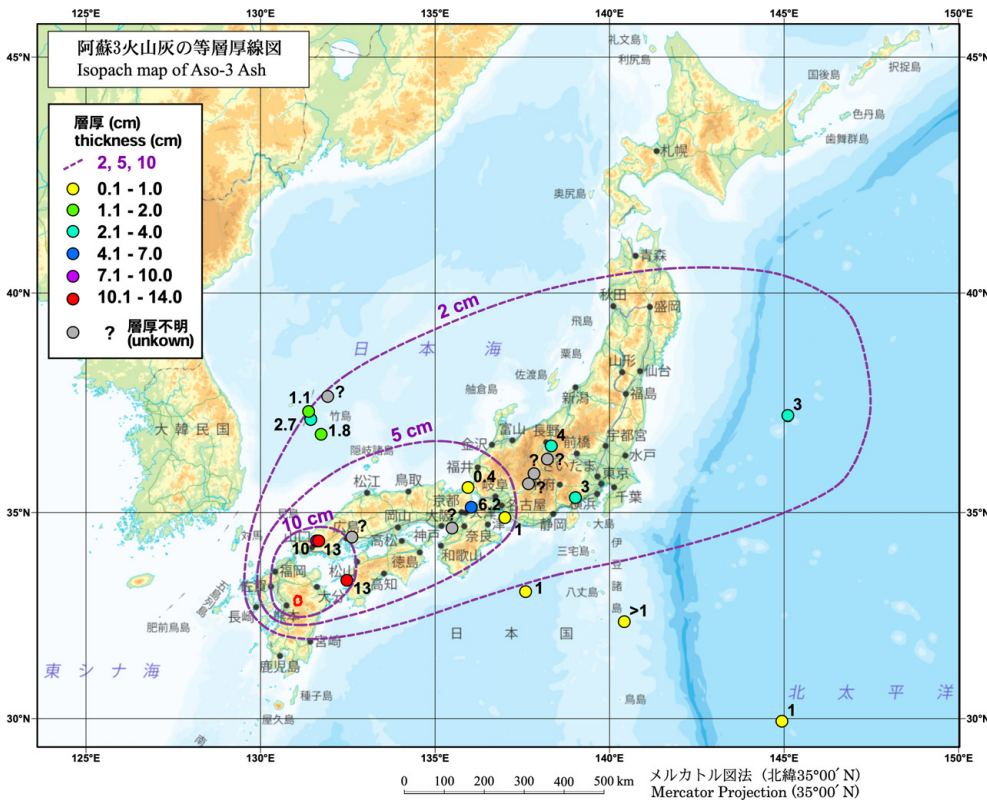 阿蘇3火山灰の等層厚線図
Isopach map of Aso-3 Ash
層厚 (cm)
thickness (cm)
2, 5, 10
0.1 - 1.0
1.1 - 2.0
2.1 - 4.0
4.1 - 7.0
7.1 - 10.0
10.1 - 14.0
? 層厚不明
(unkown)
125°E
130°E
135°E
140°E
145°E
150°E
45°N
45°N
40°N
40°N
35°N
35°N
30°N
30°N
125°E
130°E
135°E
140°E
145°E
150°E
礼文島
利尻島
択捉島
国後島
色丹島
歯舞群島
札幌
奥尻島
青森
秋田
盛岡
飛島
粟島
山形
仙台
佐渡島
福島
新潟
舳倉島
日本海
2 cm
大韓民国
竹島
隠岐諸島
1.1
?
2.7
1.8
5 cm
富山
長野
4
金沢
前橋
宇都宮
水戸
福井
?
?
?
東京
千葉
横浜
3
3
0.4
岐阜
6.2
名古屋
1
静岡
大島
松江
鳥取
京都
大阪
?
津
奈良
和歌山
神戸
岡山
広島
?
高松
徳島
松山
高知
13
10 cm
10
13
山口
対馬
福岡
佐賀
大分
長崎
熊本
五島列島
宮崎
鹿児島
肥前鳥島
種子島
屋久島
南
三宅島
八丈島
伊豆諸島
鳥島
1
>1
1
日本国
東シナ海
北太平洋
0 100 200 300 400 500 km
メルカトル図法（北緯35°00′N）
Mercator Projection (35°00′N)